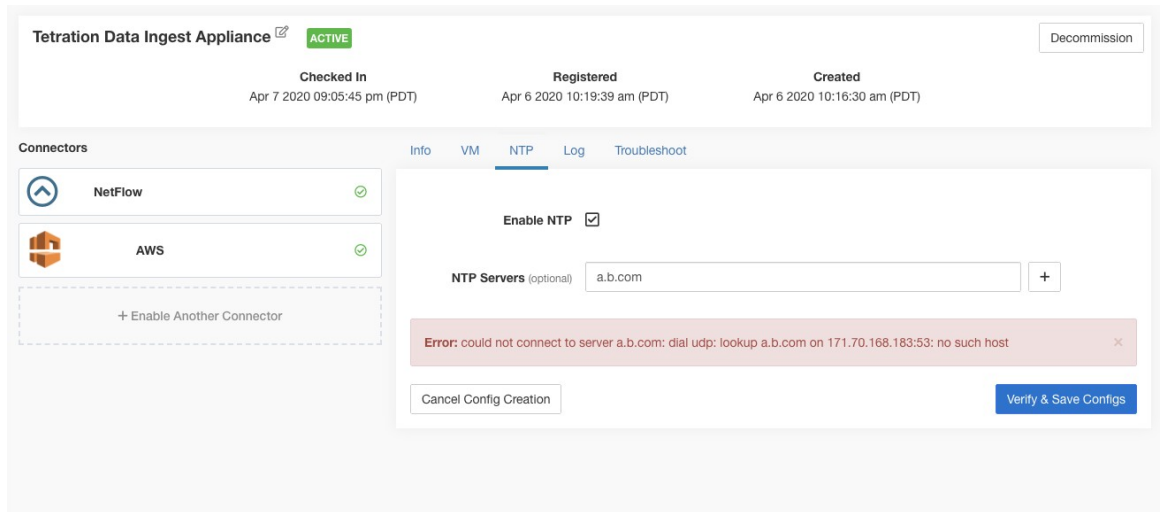 Tetration Data Ingest Appliance ACTIVE Decommission
Checked In Registered Created
Apr 7 2020 09:05:45 pm (PDT) Apr 6 2020 10:19:39 am (PDT) Apr 6 2020 10:16:30 am (PDT)
Connectors
NetFlow
AWS
+ Enable Another Connector
Info VM NTP Log Troubleshoot
Enable NTP
NTP Servers (optional) a.b.com +
Error: could not connect to server a.b.com: dial udp: lookup a.b.com on 171.70.168.183:53: no such host ×
Cancel Config Creation Verify & Save Configs